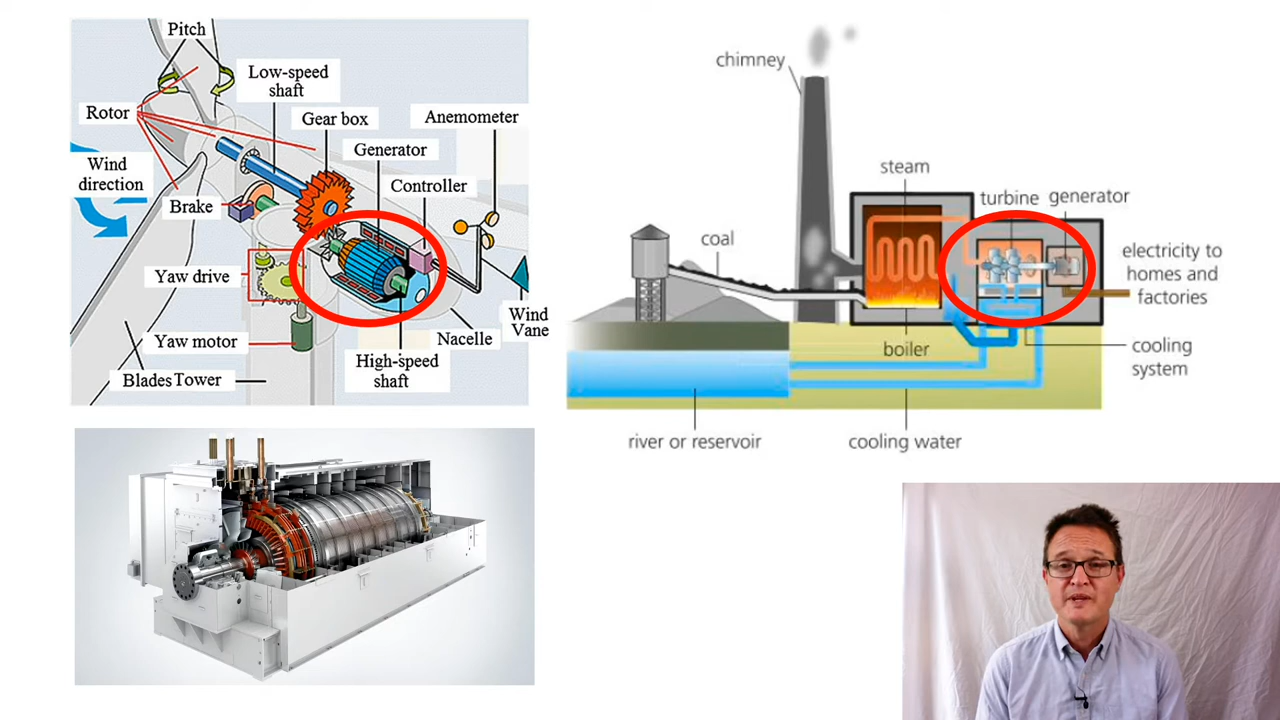 Pitch
Low-speed
shaft
Rotor
Gear box
Anemometer
Generator
Wind
direction
Controller
Brake
Yaw drive
Wind
Vane
Nacelle
Yaw motor
High-speed
shaft
Blades Tower
chimney
steam
turbine
generator
coal
electricity to
homes and
factories
boiler
cooling
system
river or reservoir
cooling water